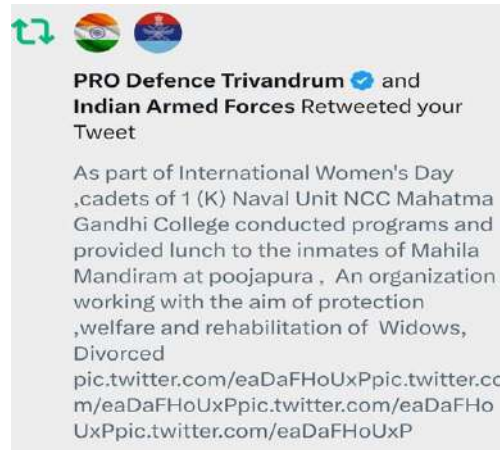 PRO Defence Trivandrum and
Indian Armed Forces Retweeted your
Tweet
As part of International Women's Day
,cadets of 1 (K) Naval Unit NCC Mahatma
Gandhi College conducted programs and
provided lunch to the inmates of Mahila
Mandiram at poojapura , An organization
working with the aim of protection
,welfare and rehabilitation of Widows,
Divorced
pic.twitter.com/eaDaFHoUxPpic.twitter.co
m/eaDaFHoUxPpic.twitter.com/eaDaFHo
UxPpic.twitter.com/eaDaFHoUxP